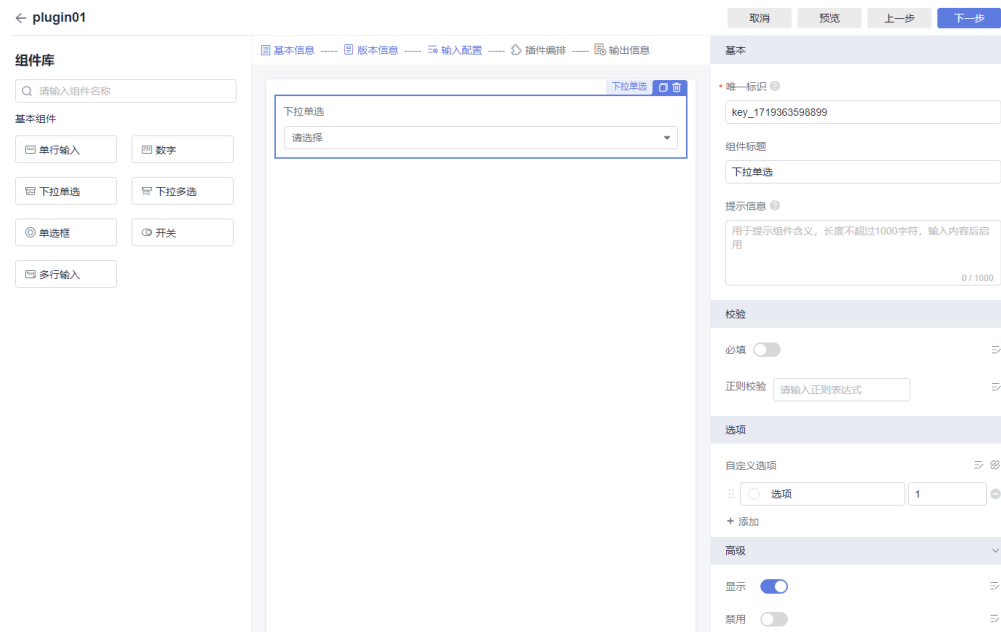 ← plugin01
取消 预览 上一步 下一步
组件库
请输入组件名称
基本组件
单行输入 数字
下拉单选 下拉多选
单选框 开关
多行输入
基本信息 ----- 版本信息 ----- 输入配置 ----- 插件编排 ----- 输出信息
下拉单选
下拉单选
请选择
基本
* 唯一标识
key_1719363598899
组件标题
下拉单选
提示信息
用于提示组件含义，长度不超过1000字符，输入内容后启
用
0 / 1000
校验
必填
正则校验 请输入正则表达式
选项
自定义选项
选项 1
+ 添加
高级
显示
禁用